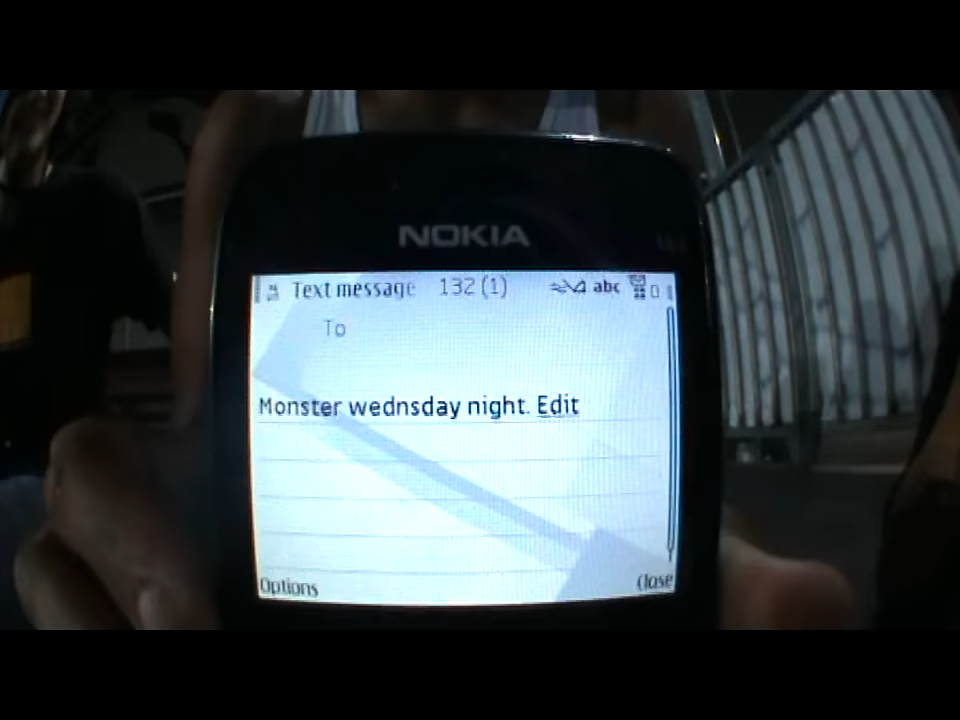 NOKIA
Text message 132 (1) abc
To
Monster wednsday night. Edit
Options Close